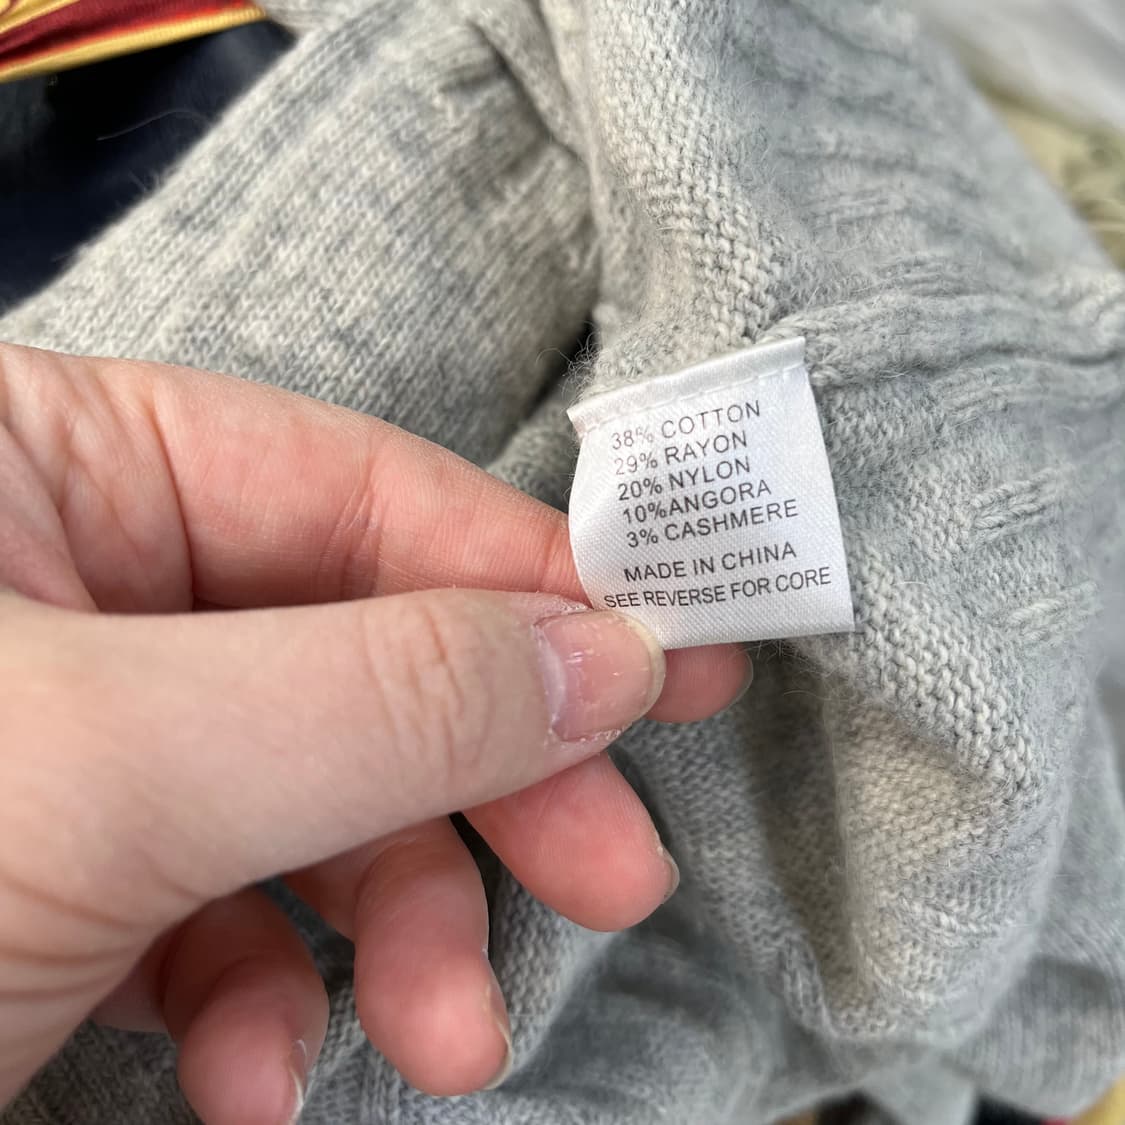 38% COTTON
29% RAYON
20% NYLON
10%ANGORA
3% CASHMERE
MADE IN CHINA
SEE REVERSE FOR CORE